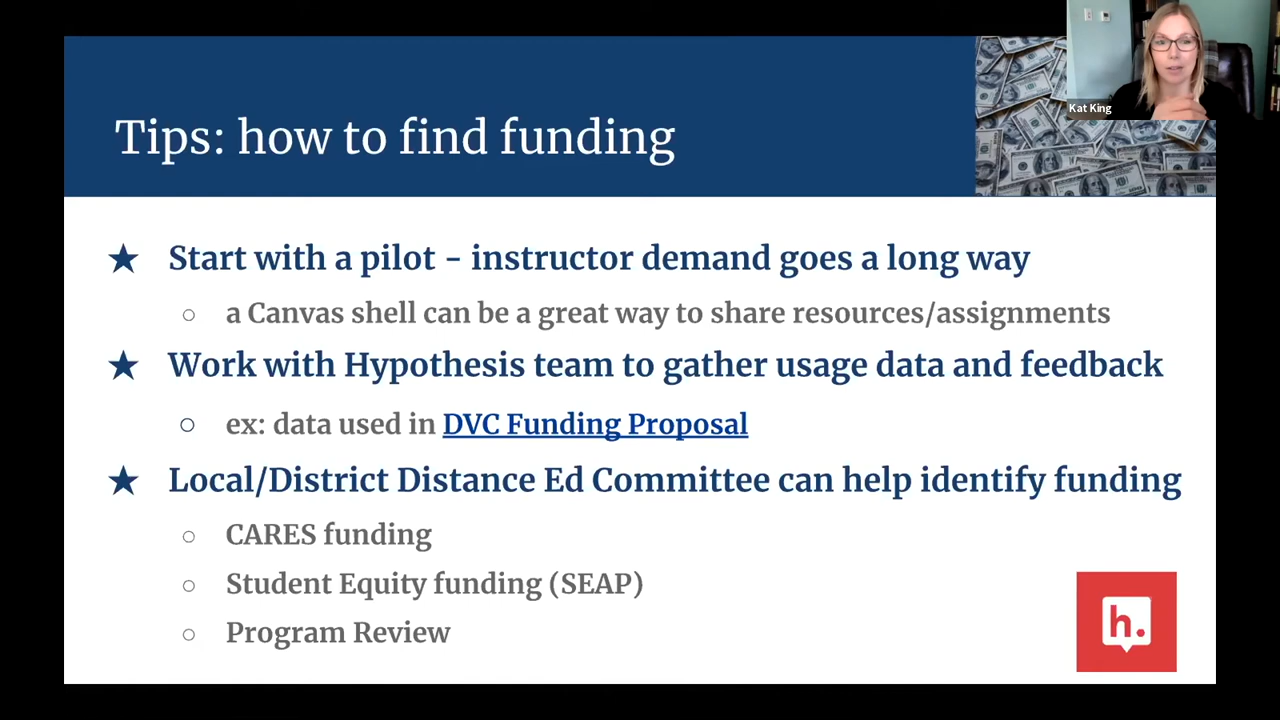 Kat King
Tips: how to find funding
★ Start with a pilot - instructor demand goes a long way
○ a Canvas shell can be a great way to share resources/assignments
★ Work with Hypothesis team to gather usage data and feedback
○ ex: data used in DVC Funding Proposal
★ Local/District Distance Ed Committee can help identify funding
○ CARES funding
○ Student Equity funding (SEAP)
○ Program Review
h.